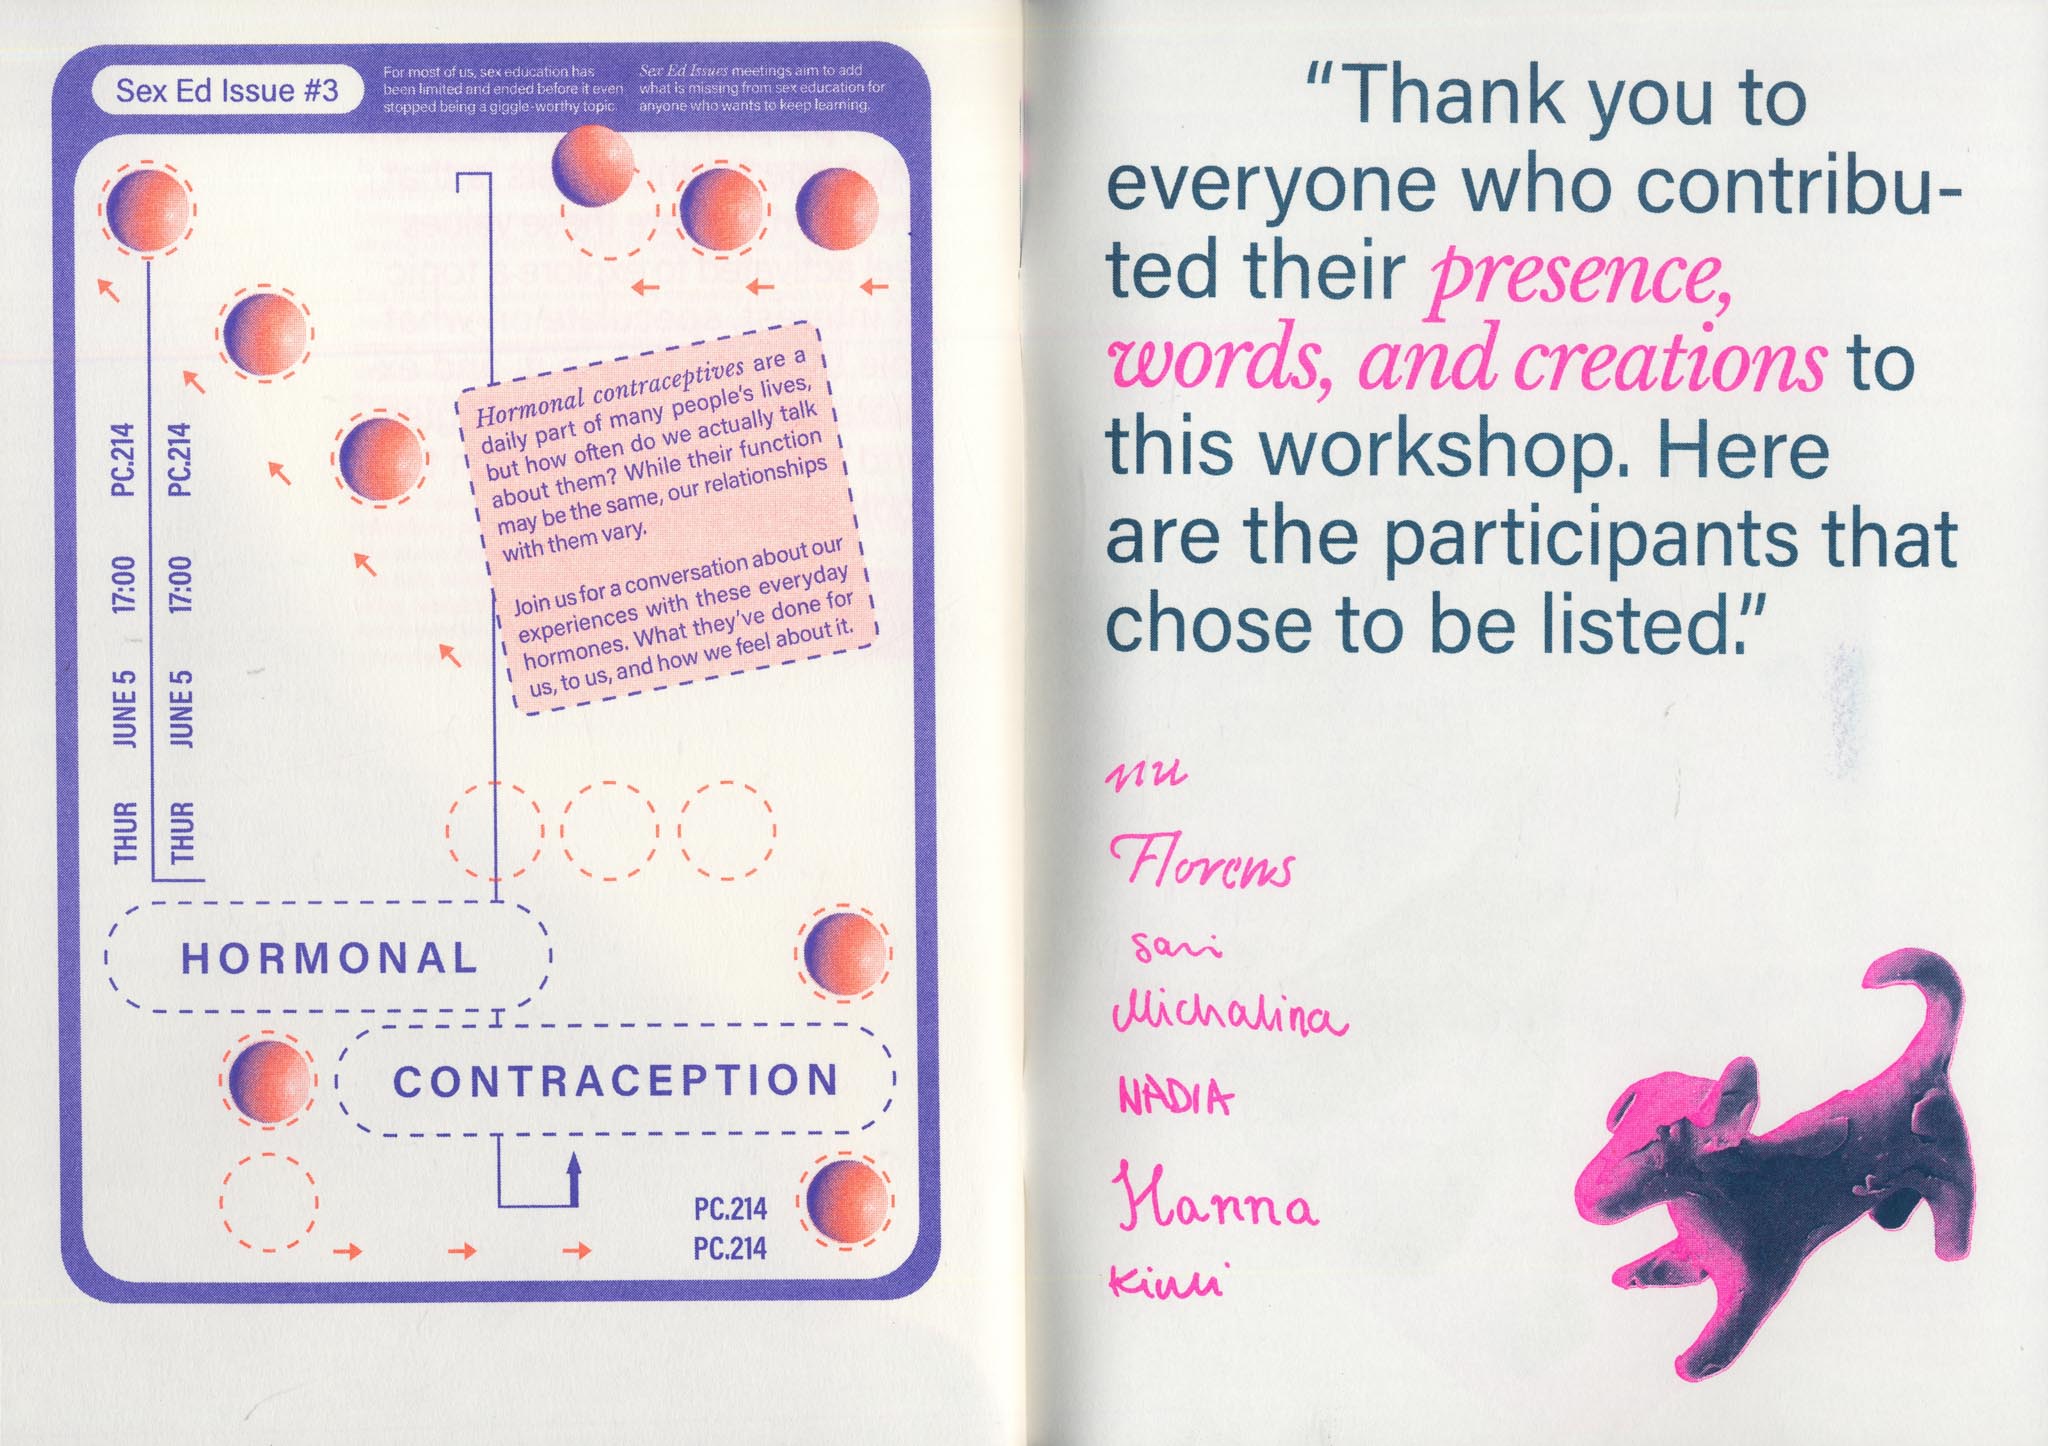 Sex Ed Issue #3
For most of us, sex education has
been limited and ended before it even
stopped being a giggle-worthy topic.
Sex Ed Issues meetings aim to add
what is missing from sex education for
anyone who wants to keep learning.
Hormonal contraceptives are a
daily part of many people's lives,
but how often do we actually talk
about them? While their function
may be the same, our relationships
with them vary.
Join us for a conversation about our
experiences with these everyday
hormones. What they've done for
us, to us, and how we feel about it.
THUR JUNE 5 17:00 PC.214
THUR JUNE 5 17:00 PC.214
HORMONAL
CONTRACEPTION
PC.214
PC.214
“Thank you to
everyone who contribu-
ted their presence,
words, and creations to
this workshop. Here
are the participants that
chose to be listed.”
nu
Florens
sari
Michalina
NADIA
Hanna